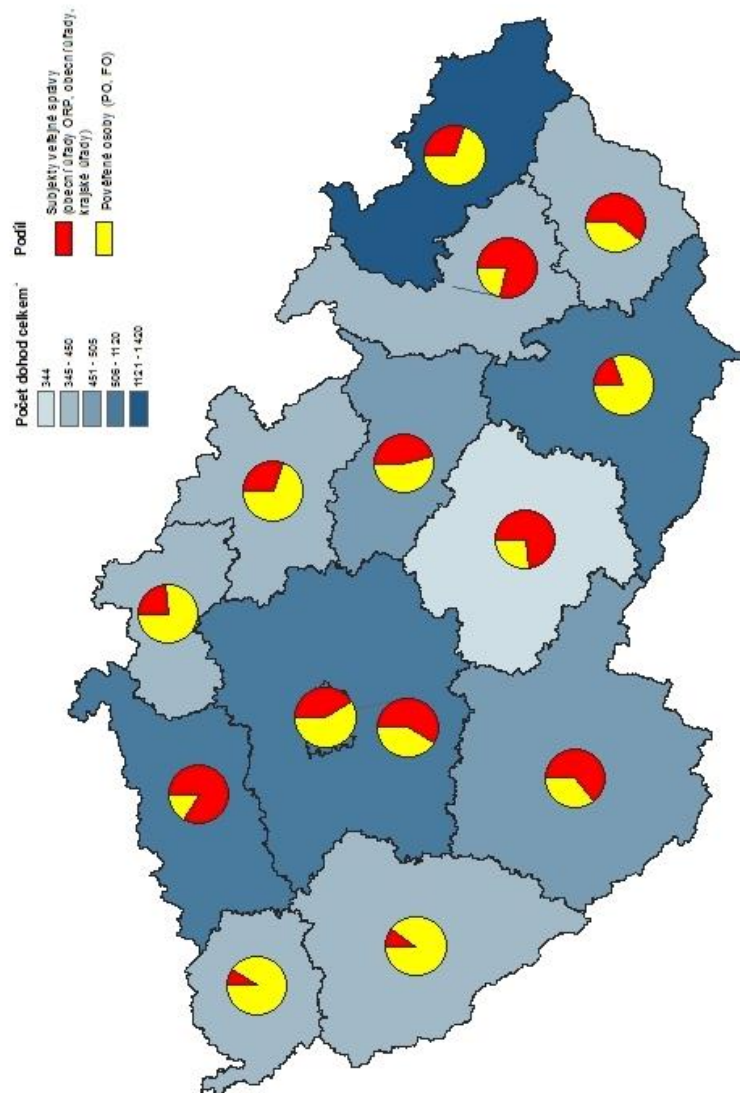 Počet dohod celkem*
344
345 - 450
451 - 505
506 - 1120
1121 - 1420
Podíl
Subjekty veřejné správy
(obecní úřady ORP, obecní úřady,
krajské úřady)
Pověřené osoby (PO, FO)